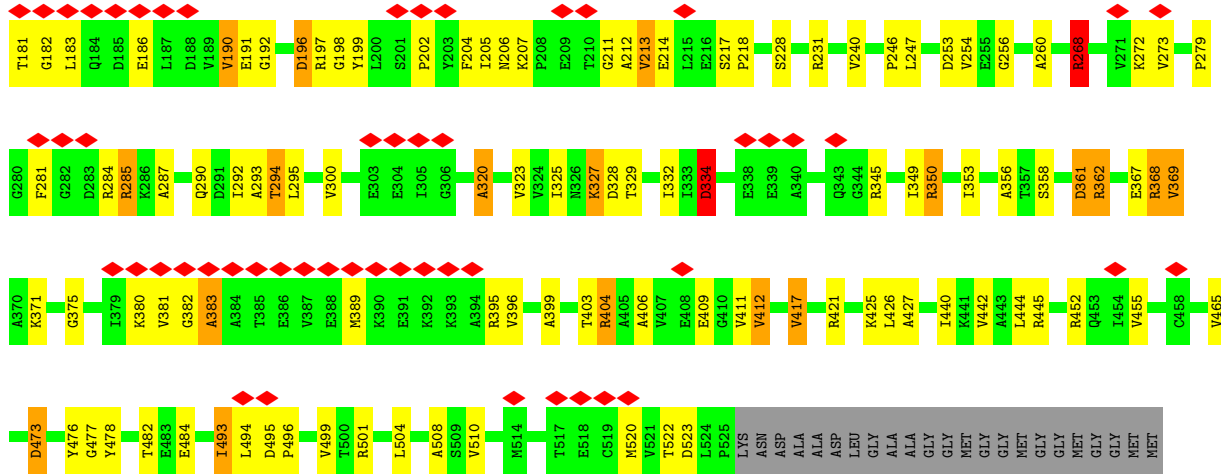 T181 G182 L183 Q184 D185 E186 L187 D188 V189 V190 E191 G192 D196 R197 G198 Y199 L200 S201 P202 Y203 F204 I205 N206 K207 P208 E209 T210 G211 A212 V213 E214 L215 E216 S217 P218 S228 R231 V240 P246 L247 D253 V254 E255 G256 A260 R268 V271 K272 V273 P279
G280 F281 G282 D283 R284 R285 K286 A287 Q290 D291 I292 A293 T294 L295 V300 E303 E304 I305 G306 A320 V323 V324 I325 N326 K327 D328 T329 I332 I333 D334 E338 E339 A340 Q343 G344 R345 I349 R350 I353 A356 T357 S358 D361 R362 E367 R368 V369
A370 K371 G375 I379 K380 V381 G382 A383 A384 T385 E386 V387 E388 M389 K390 E391 K392 K393 A394 R395 V396 A399 T403 R404 A405 A406 V407 E408 E409 G410 V411 V412 V417 R421 K425 L426 A427 I440 K441 V442 A443 L444 R445 R452 Q453 I454 V455 C458 V465
D473 Y476 G477 Y478 T482 E483 E484 I493 L494 D495 P496 V499 T500 R501 L504 A508 S509 V510 M514 T517 E518 C519 M520 V521 T522 D523 L524 P525 LYS ASN ASP ALA ALA ASP LEU GLY ALA ALA GLY GLY MET GLY GLY MET GLY GLY MET MET